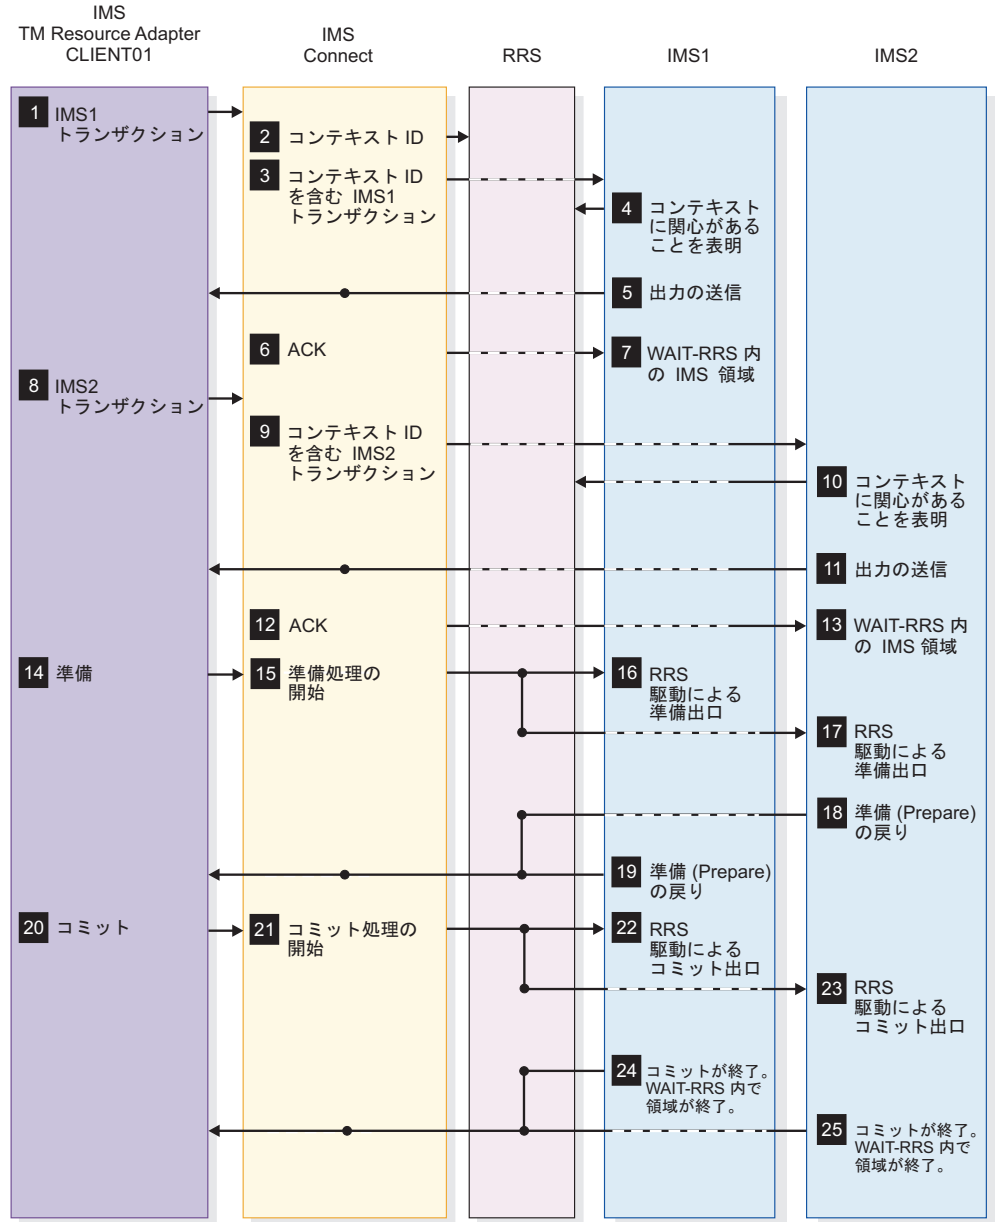 IMS
TM Resource Adapter
CLIENT01
IMS
Connect
RRS
IMS1
IMS2
1 IMS1
トランザクション
2 コンテキスト ID
3 コンテキスト ID
を含む IMS1
トランザクション
4 コンテキスト
に関心がある
ことを表明
5 出力の送信
6 ACK
7 WAIT-RRS 内
の IMS 領域
8 IMS2
トランザクション
9 コンテキスト ID
を含む IMS2
トランザクション
10 コンテキスト
に関心がある
ことを表明
11 出力の送信
12 ACK
13 WAIT-RRS 内
の IMS 領域
14 準備
15 準備処理の
開始
16 RRS
駆動による
準備出口
17 RRS
駆動による
準備出口
18 準備 (Prepare)
の戻り
19 準備 (Prepare)
の戻り
20 コミット
21 コミット処理の
開始
22 RRS
駆動による
コミット出口
23 RRS
駆動による
コミット出口
24 コミットが終了。
WAIT-RRS 内で
領域が終了。
25 コミットが終了。
WAIT-RRS 内で
領域が終了。